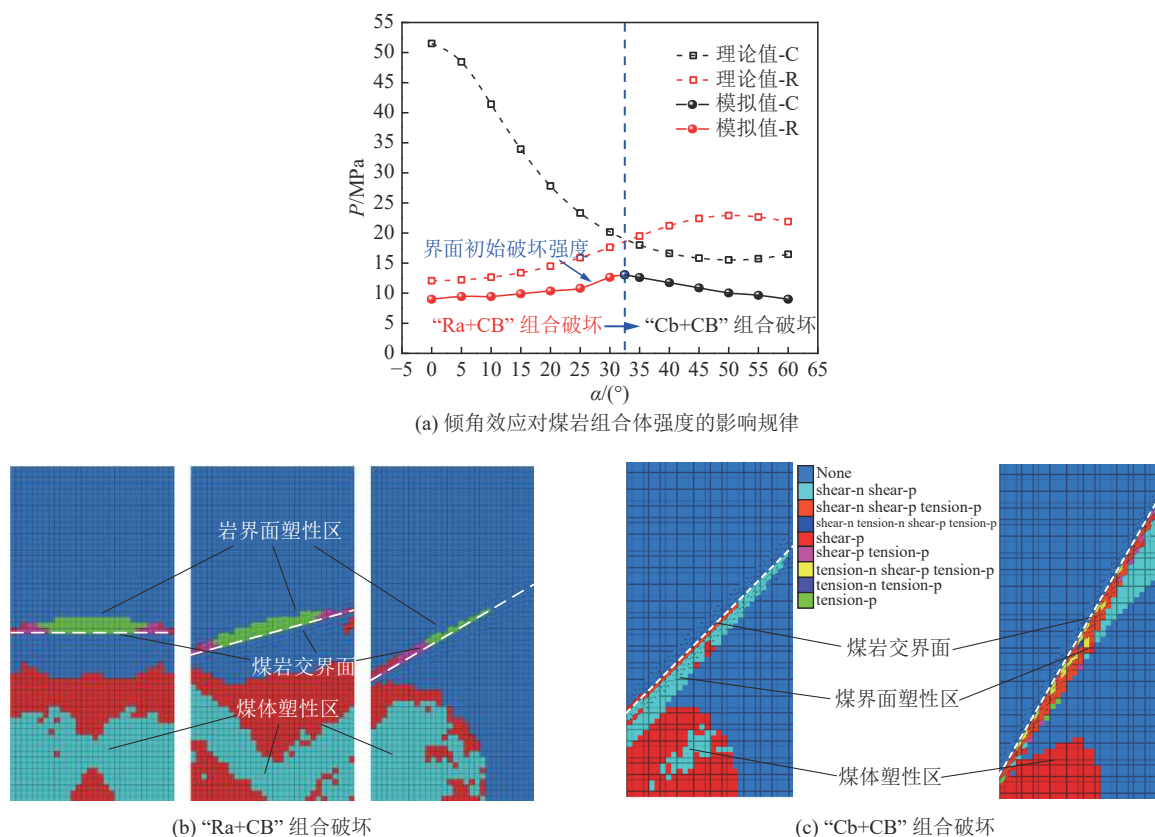 55
50
45
40
35
30
25
20
15
10
5
0
P/MPa
理论值-C
理论值-R
模拟值-C
模拟值-R
界面初始破坏强度
“Ra+CB” 组合破坏
“Cb+CB” 组合破坏
−5 0 5 10 15 20 25 30 35 40 45 50 55 60 65
α/(°)
(a) 倾角效应对煤岩组合体强度的影响规律
岩界面塑性区
煤岩交界面
煤体塑性区
(b) “Ra+CB” 组合破坏
None
shear-n shear-p
shear-n shear-p tension-p
shear-n tension-n shear-p tension-p
shear-p
shear-p tension-p
tension-n shear-p tension-p
tension-n tension-p
tension-p
煤岩交界面
煤界面塑性区
煤体塑性区
(c) “Cb+CB” 组合破坏